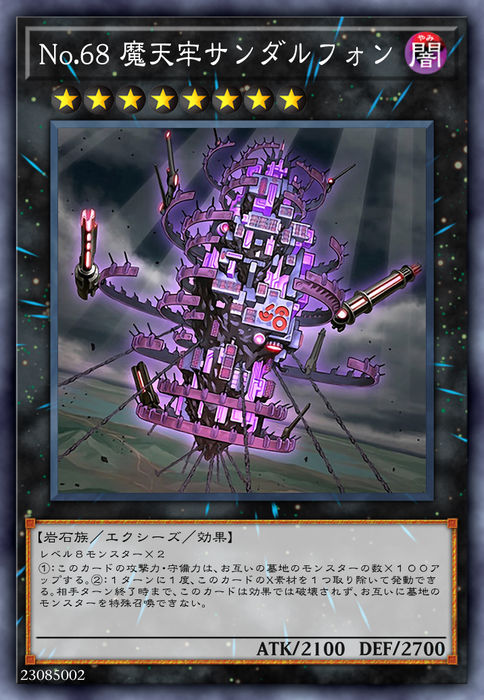 No.68 魔天牢サンダルフォン
やみ
闇
68
【岩石族/エクシーズ/効果】
レベル8モンスター×2
①:このカードの攻撃力・守備力は、お互いの墓地のモンスターの数×100ア
ップする。②:1ターンに1度、このカードのX素材を1つ取り除いて発動でき
る。相手ターン終了時まで、このカードは効果では破壊されず、お互いに墓地の
モンスターを特殊召喚できない。
ATK/2100 DEF/2700
23085002